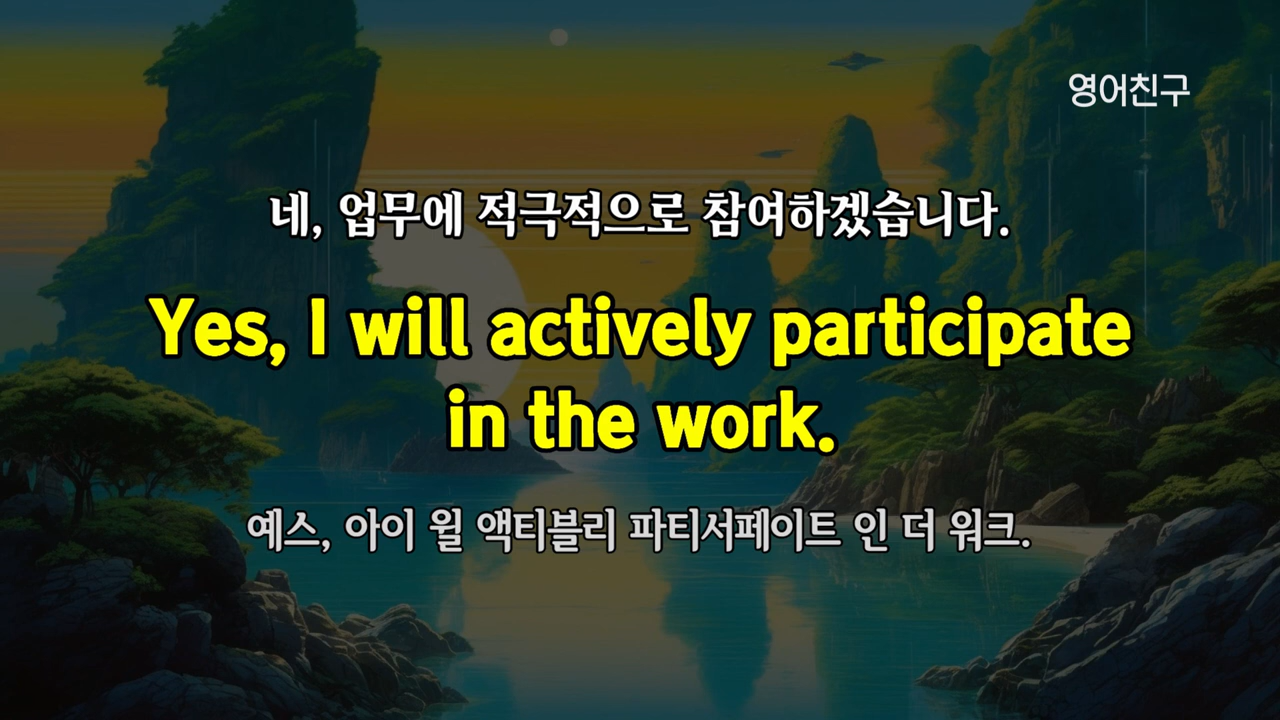 영어친구
네, 업무에 적극적으로 참여하겠습니다.
Yes, I will actively participate
in the work.
예스, 아이 윌 액티블리 파티서페이트 인 더 워크.